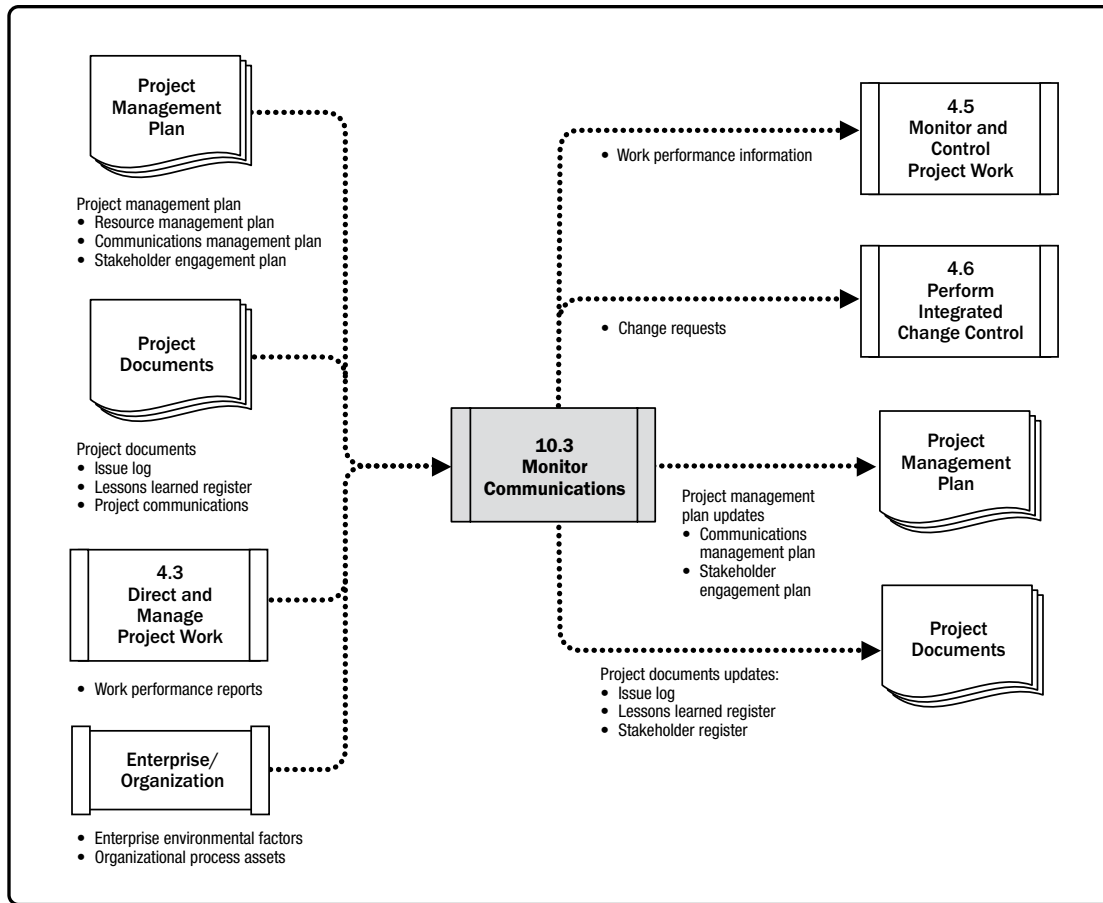 Project
Management
Plan
Project management plan
• Resource management plan
• Communications management plan
• Stakeholder engagement plan
Project
Documents
Project documents
• Issue log
• Lessons learned register
• Project communications
4.3
Direct and
Manage
Project Work
• Work performance reports
Enterprise/
Organization
• Enterprise environmental factors
• Organizational process assets
10.3
Monitor
Communications
• Work performance information
4.5
Monitor and
Control
Project Work
• Change requests
4.6
Perform
Integrated
Change Control
Project management
plan updates
• Communications
management plan
• Stakeholder
engagement plan
Project
Management
Plan
Project documents updates:
• Issue log
• Lessons learned register
• Stakeholder register
Project
Documents